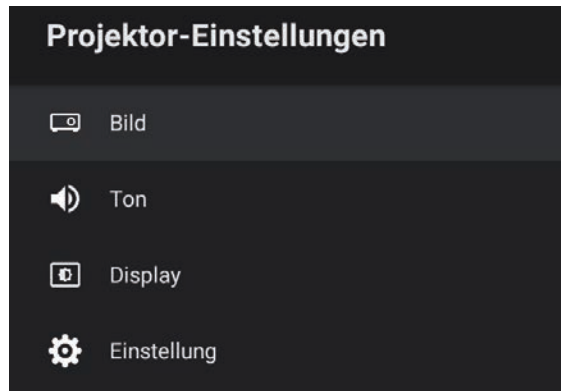 Projektor-Einstellungen
Bild
Ton
Display
Einstellung